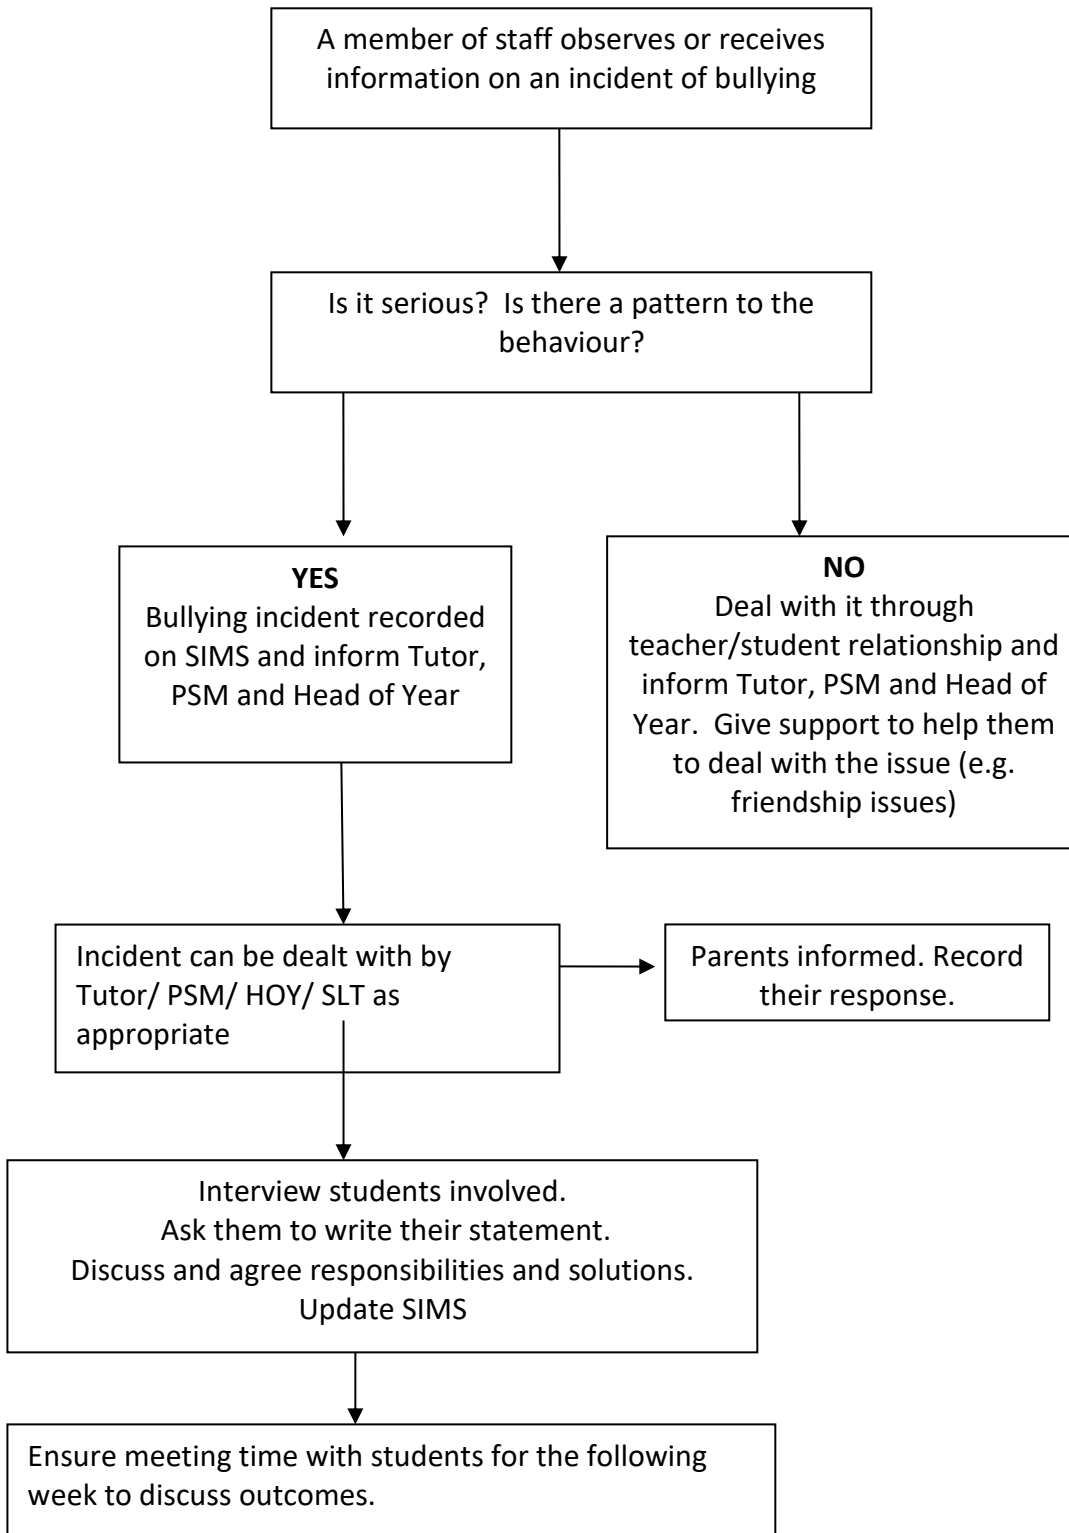 A member of staff observes or receives
information on an incident of bullying
Is it serious?  Is there a pattern to the
behaviour?
YES
Bullying incident recorded
on SIMS and inform Tutor,
PSM and Head of Year
NO
Deal with it through
teacher/student relationship and
inform Tutor, PSM and Head of
Year.  Give support to help them
to deal with the issue (e.g.
friendship issues)
Incident can be dealt with by
Tutor/ PSM/ HOY/ SLT as
appropriate
Parents informed. Record
their response.
Interview students involved.
Ask them to write their statement.
Discuss and agree responsibilities and solutions.
Update SIMS
Ensure meeting time with students for the following
week to discuss outcomes.